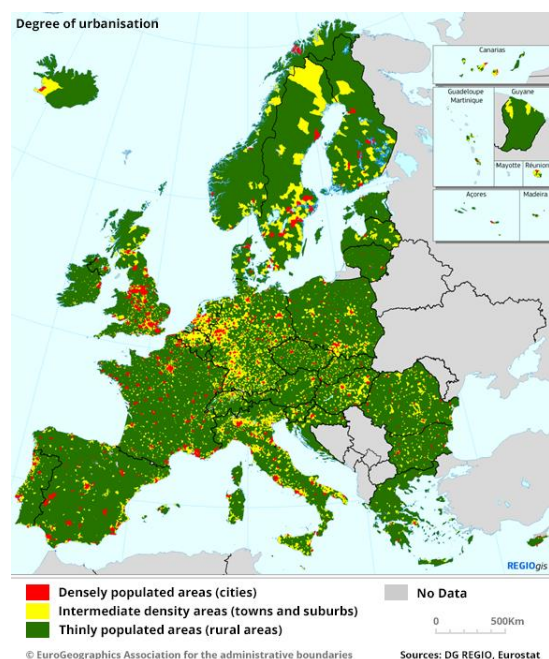 Degree of urbanisation
Canarias
Guadeloupe
Martinique
Guyane
Mayotte
Réunion
Açores
Madeira
REGIOgis
Densely populated areas (cities)
Intermediate density areas (towns and suburbs)
Thinly populated areas (rural areas)
No Data
0 500Km
© EuroGeographics Association for the administrative boundaries
Sources: DG REGIO, Eurostat